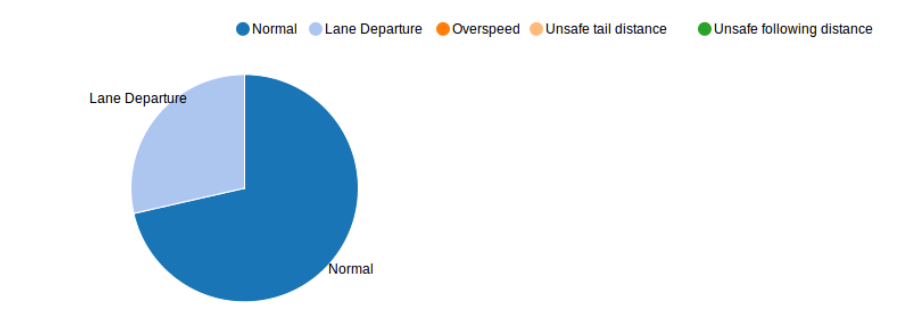 Normal Lane Departure Overspeed Unsafe tail distance Unsafe following distance
Lane Departure
Normal